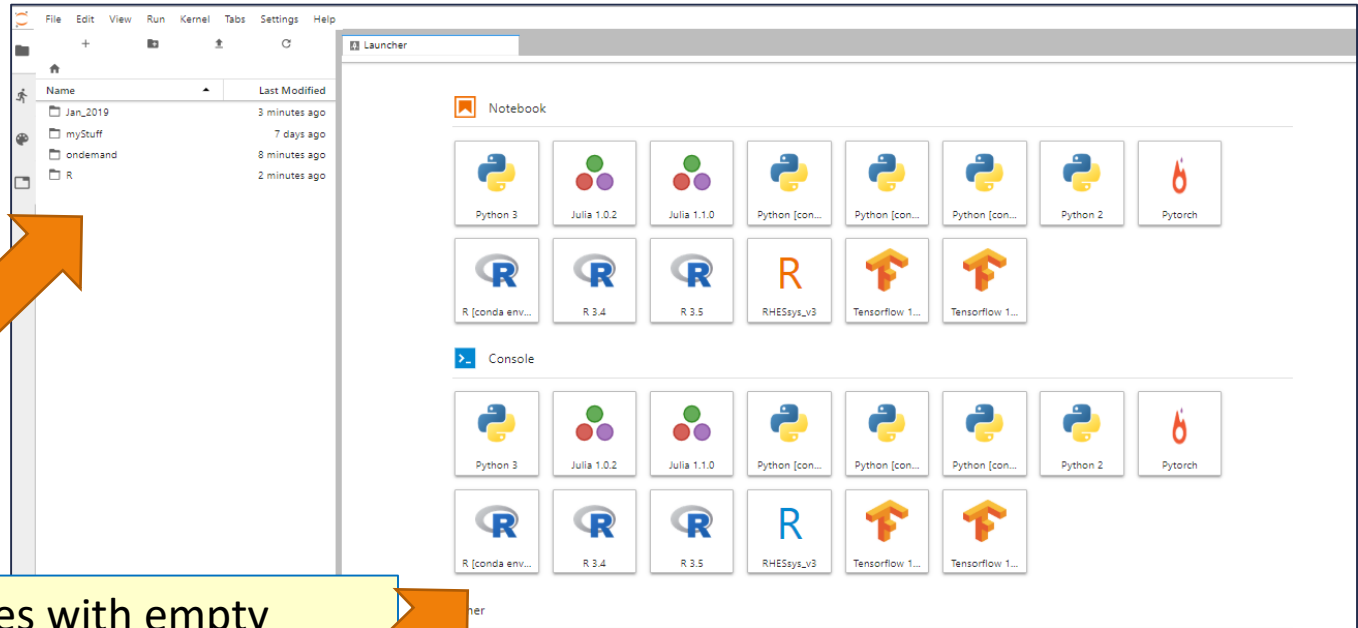 File Edit View Run Kernel Tabs Settings Help
Launcher
Name Last Modified
Jan_2019 3 minutes ago
myStuff 7 days ago
ondemand 8 minutes ago
R 2 minutes ago
Notebook
Python 3 Julia 1.0.2 Julia 1.1.0 Python [con... Python [con... Python [con... Python 2 Pytorch
R [conda env... R 3.4 R 3.5 RHESsys_v3 Tensorflow 1... Tensorflow 1...
Console
Python 3 Julia 1.0.2 Julia 1.1.0 Python [con... Python [con... Python [con... Python 2 Pytorch
R [conda env... R 3.4 R 3.5 RHESsys_v3 Tensorflow 1... Tensorflow 1...
es with empty
her